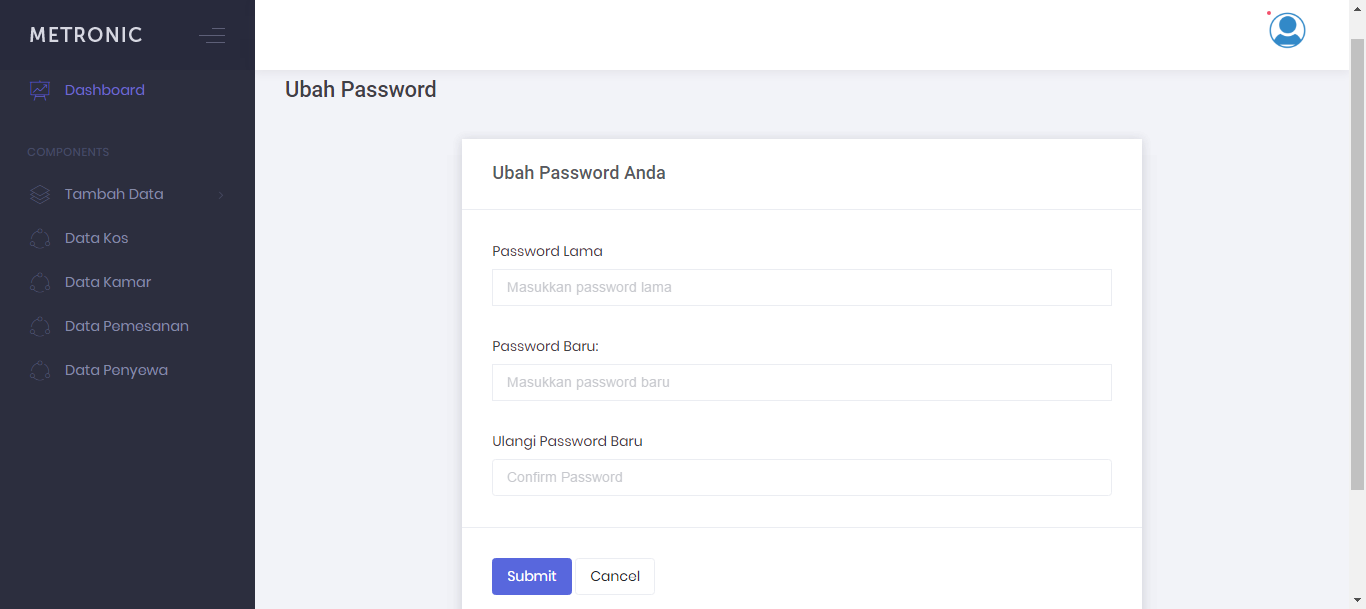 METRONIC
Dashboard
COMPONENTS
Tambah Data
Data Kos
Data Kamar
Data Pemesanan
Data Penyewa
Ubah Password
Ubah Password Anda
Password Lama
Masukkan password lama
Password Baru:
Masukkan password baru
Ulangi Password Baru
Confirm Password
Submit Cancel